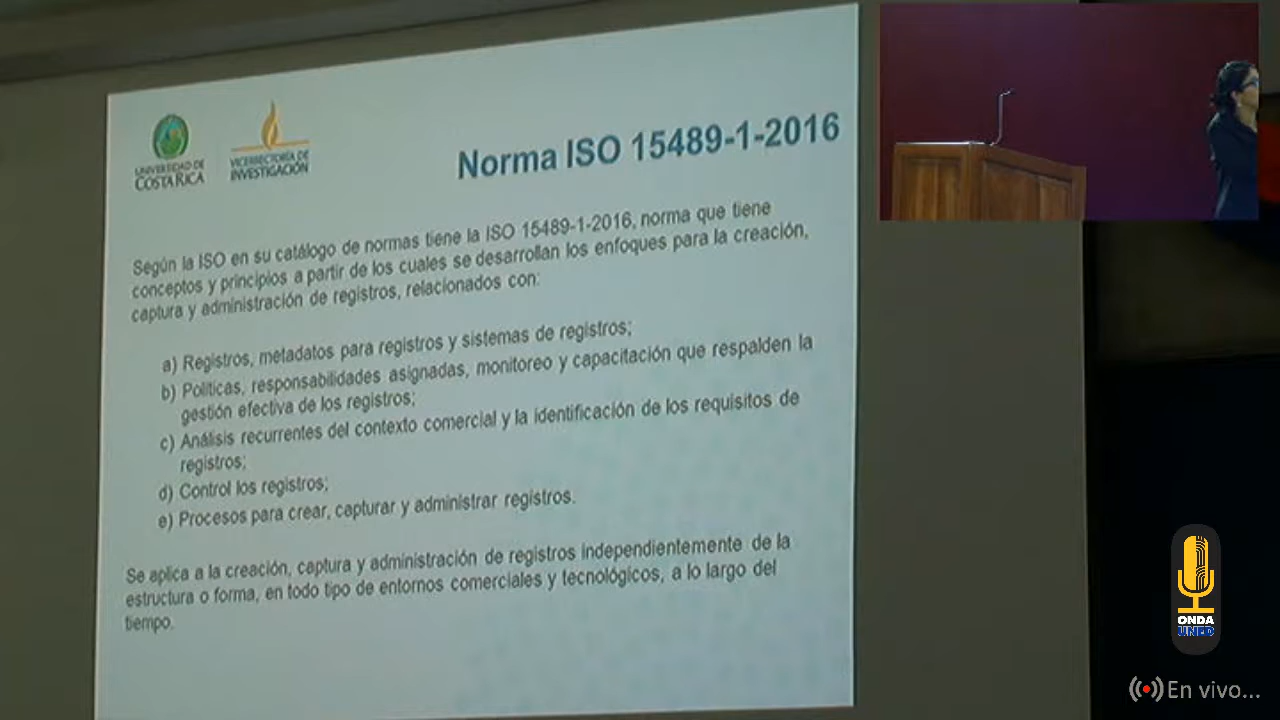 UNIVERSIDAD DE
COSTA RICA
VICERRECTORÍA DE
INVESTIGACIÓN
Norma ISO 15489-1-2016
Según la ISO en su catálogo de normas tiene la ISO 15489-1-2016, norma que tiene
conceptos y principios a partir de los cuales se desarrollan los enfoques para la creación,
captura y administración de registros, relacionados con:
a) Registros, metadatos para registros y sistemas de registros;
b) Políticas, responsabilidades asignadas, monitoreo y capacitación que respalden la
gestión efectiva de los registros;
c) Análisis recurrentes del contexto comercial y la identificación de los requisitos de
registros;
d) Control los registros;
e) Procesos para crear, capturar y administrar registros.
Se aplica a la creación, captura y administración de registros independientemente de la
estructura o forma, en todo tipo de entornos comerciales y tecnológicos, a lo largo del
tiempo.
ONDA
UNED
En vivo...